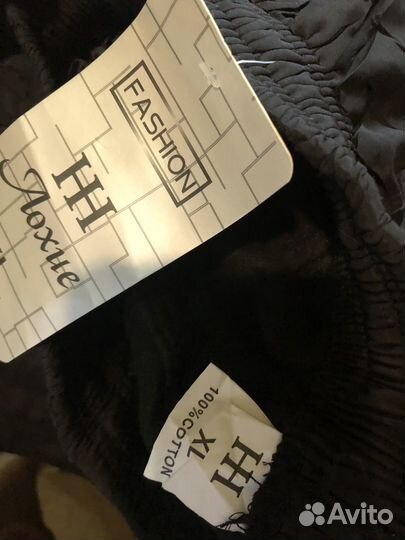 FASHION
HH
Лохие
HH
XL
100%COTTON
Avito